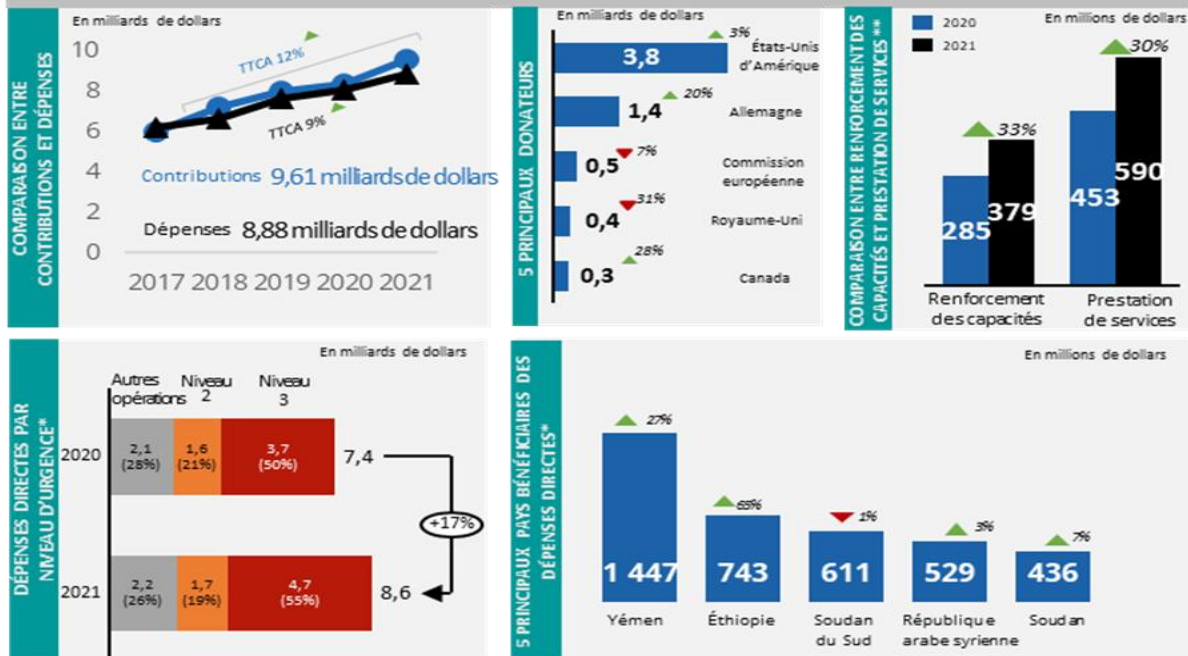 COMPARAISON ENTRE
CONTRIBUTIONS ET DÉPENSES
En milliards de dollars
10
8
6
4
2
0
TTCA 12%
TTCA 9%
Contributions 9,61 milliards de dollars
Dépenses 8,88 milliards de dollars
2017 2018 2019 2020 2021
5 PRINCIPAUX DONATEURS
En milliards de dollars
3,8
3%
États-Unis
d'Amérique
1,4
20%
Allemagne
0,5
7%
Commission
européenne
0,4
31%
Royaume-Uni
0,3
28%
Canada
COMPARAISON ENTRE RENFORCEMENT DES
CAPACITÉS ET PRESTATION DE SERVICES**
En millions de dollars
2020
2021
33%
30%
285
379
453
590
Renforcement
des capacités
Prestation
de services
DÉPENSES DIRECTES PAR
NIVEAU D'URGENCE*
En milliards de dollars
Autres
opérations
Niveau
2
Niveau
3
2020
2,1
(28%)
1,6
(21%)
3,7
(50%)
7,4
+17%
2021
2,2
(26%)
1,7
(19%)
4,7
(55%)
8,6
5 PRINCIPAUX PAYS BÉNÉFICIAIRES DES
DÉPENSES DIRECTES*
En millions de dollars
27%
1%
3%
7%
1 447
743
611
529
436
Yémen
Éthiopie
Soudan
du Sud
République
arabe syrienne
Soudan